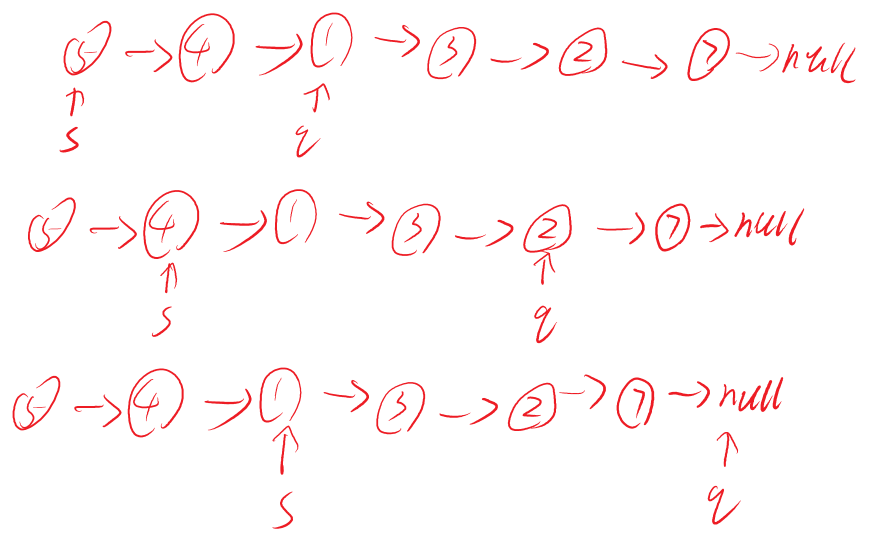 5 → 4 → 1 → 3 → 2 → 7 → null
↑ ↑
s q
5 → 4 → 1 → 3 → 2 → 7 → null
↑ ↑
s q
5 → 4 → 1 → 3 → 2 → 7 → null
↑ ↑
s q